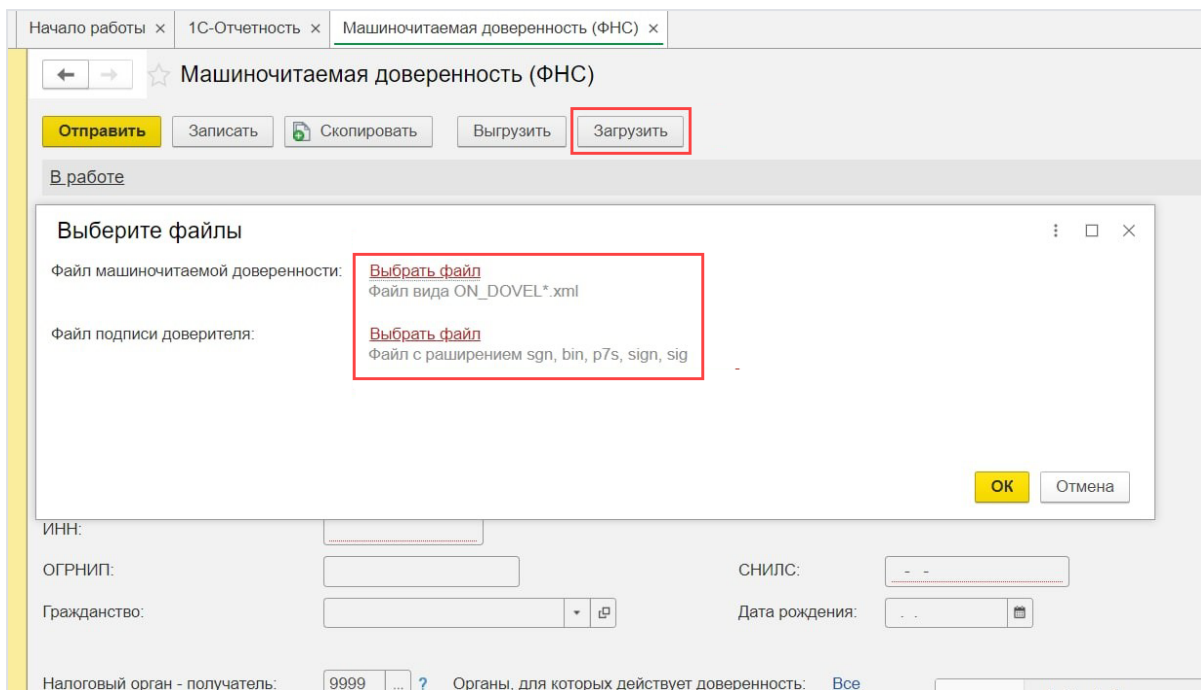 Начало работы × 1С-Отчетность × Машиночитаемая доверенность (ФНС) ×
Машиночитаемая доверенность (ФНС)
Отправить Записать Скопировать Выгрузить Загрузить
В работе
Выберите файлы
Файл машиночитаемой доверенности: Выбрать файл
Файл вида ON_DOVEL*.xml
Файл подписи доверителя: Выбрать файл
Файл с раширением sgn, bin, p7s, sign, sig
ОК Отмена
ИНН:
ОГРНИП: СНИЛС: - -
Гражданство: Дата рождения: . .
Налоговый орган - получатель: 9999 ... ? Органы, для которых действует доверенность: Все